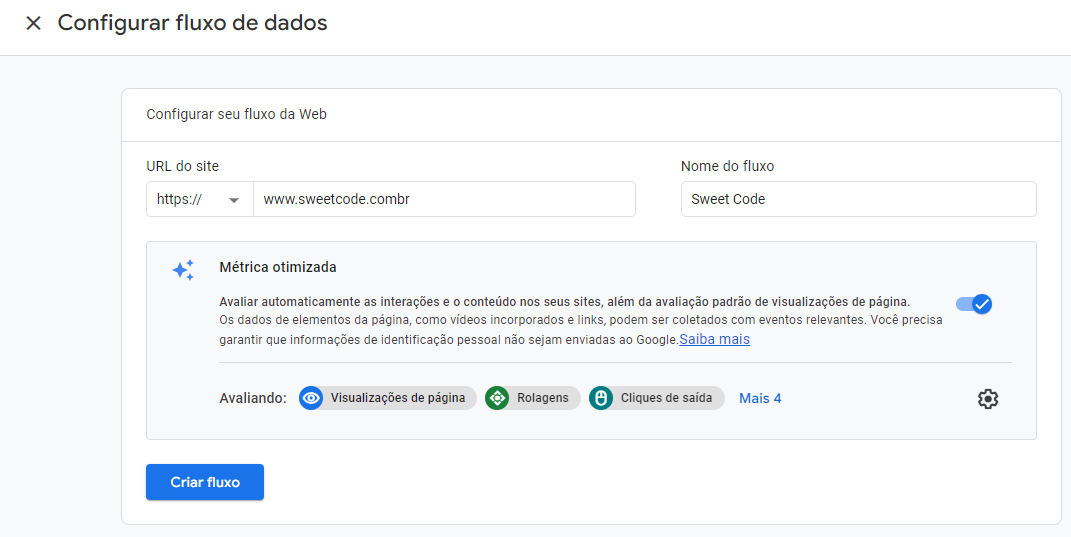 Configurar fluxo de dados
Configurar seu fluxo da Web
URL do site
Nome do fluxo
https://
www.sweetcode.combr
Sweet Code
Métrica otimizada
Avaliar automaticamente as interações e o conteúdo nos seus sites, além da avaliação padrão de visualizações de página.
Os dados de elementos da página, como vídeos incorporados e links, podem ser coletados com eventos relevantes. Você precisa
garantir que informações de identificação pessoal não sejam enviadas ao Google.Saiba mais
Avaliando: Visualizações de página Rolagens Cliques de saída Mais 4
Criar fluxo